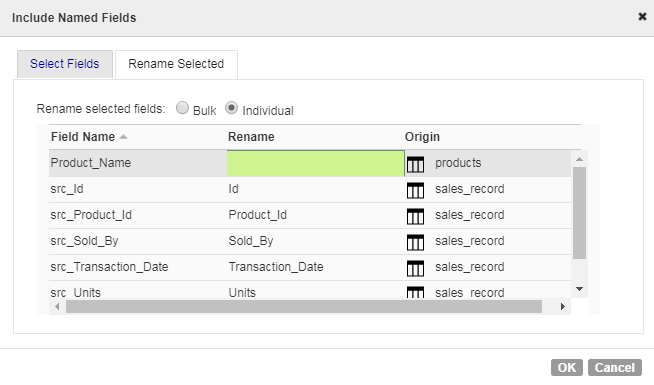 Include Named Fields
Select Fields Rename Selected
Rename selected fields: Bulk Individual
Field Name Rename Origin
Product_Name products
src_Id Id sales_record
src_Product_Id Product_Id sales_record
src_Sold_By Sold_By sales_record
src_Transaction_Date Transaction_Date sales_record
src_Units Units sales_record
OK Cancel